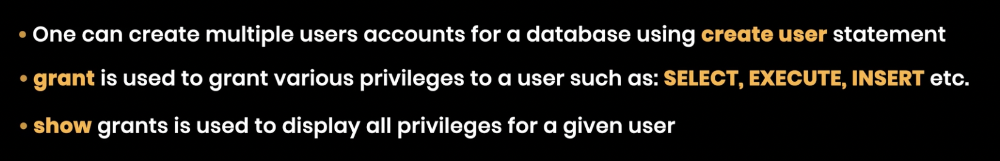 • One can create multiple users accounts for a database using create user statement
• grant is used to grant various privileges to a user such as: SELECT, EXECUTE, INSERT etc.
• show grants is used to display all privileges for a given user